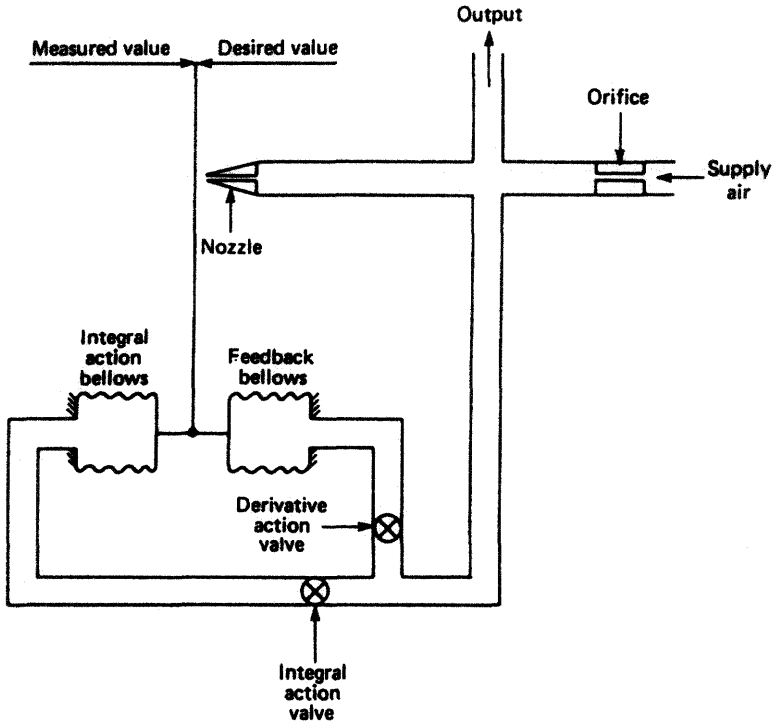 Output
Measured value
Desired value
Orifice
Supply
air
Nozzle
Integral
action
bellows
Feedback
bellows
Derivative
action
valve
Integral
action
valve